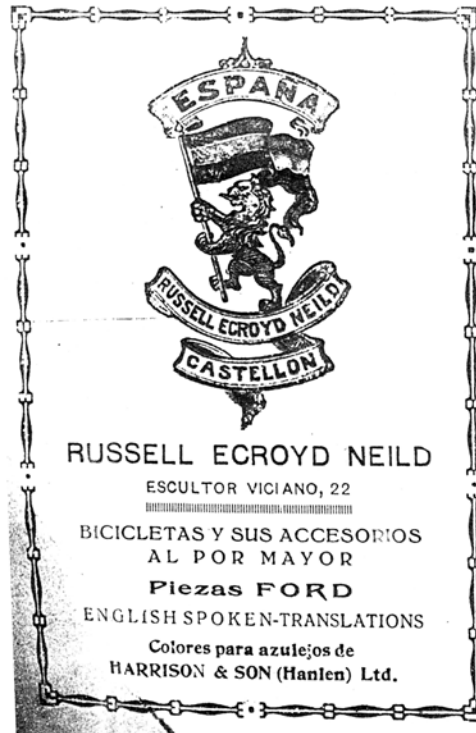 ESPAÑA
RUSSELL ECROYD NEILD
CASTELLON
RUSSELL ECROYD NEILD
ESCULTOR VICIANO, 22
BICICLETAS Y SUS ACCESORIOS
AL POR MAYOR
Piezas FORD
ENGLISH SPOKEN-TRANSLATIONS
Colores para azulejos de
HARRISON & SON (Hanlen) Ltd.